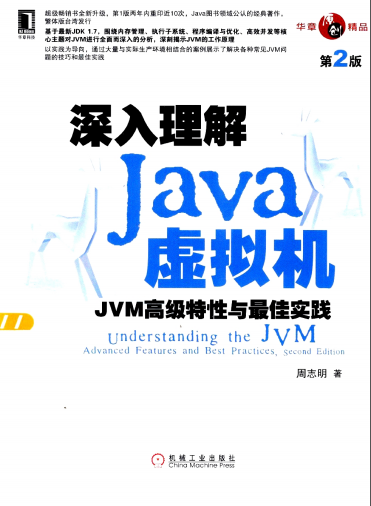 华章科技
超级畅销书全新升级，第1版两年内重印近10次，Java图书领域公认的经典著作，
繁体版台湾发行
基于最新JDK 1.7，围绕内存管理、执行子系统、程序编译与优化、高效并发等核
心主题对JVM进行全面而深入的分析，深刻揭示JVM的工作原理
以实践为导向，通过大量与实际生产环境相结合的案例展示了解决各种常见JVM问
题的技巧和最佳实践
华章 原创 精品
第2版
深入理解
Java
虚拟机
JVM高级特性与最佳实践
Understanding the JVM
Advanced Features and Best Practices, Second Edition
周志明 著
机械工业出版社
China Machine Press